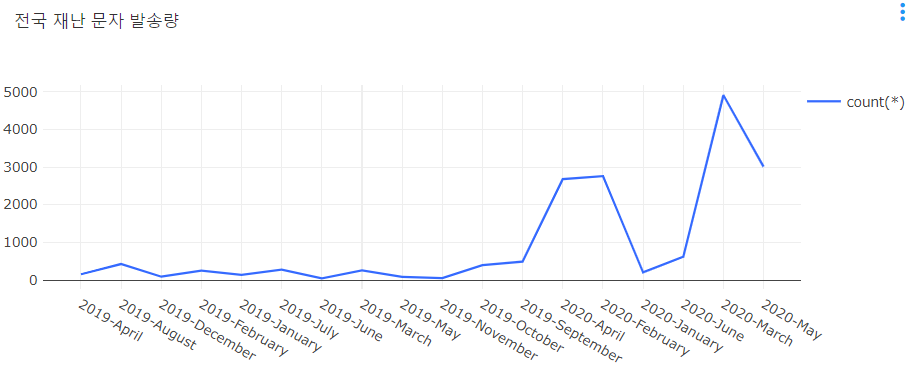 전국 재난 문자 발송량
5000
4000
3000
2000
1000
0
count(*)
2019-April
2019-August
2019-December
2019-February
2019-January
2019-July
2019-June
2019-March
2019-May
2019-November
2019-October
2019-September
2020-April
2020-February
2020-January
2020-June
2020-March
2020-May